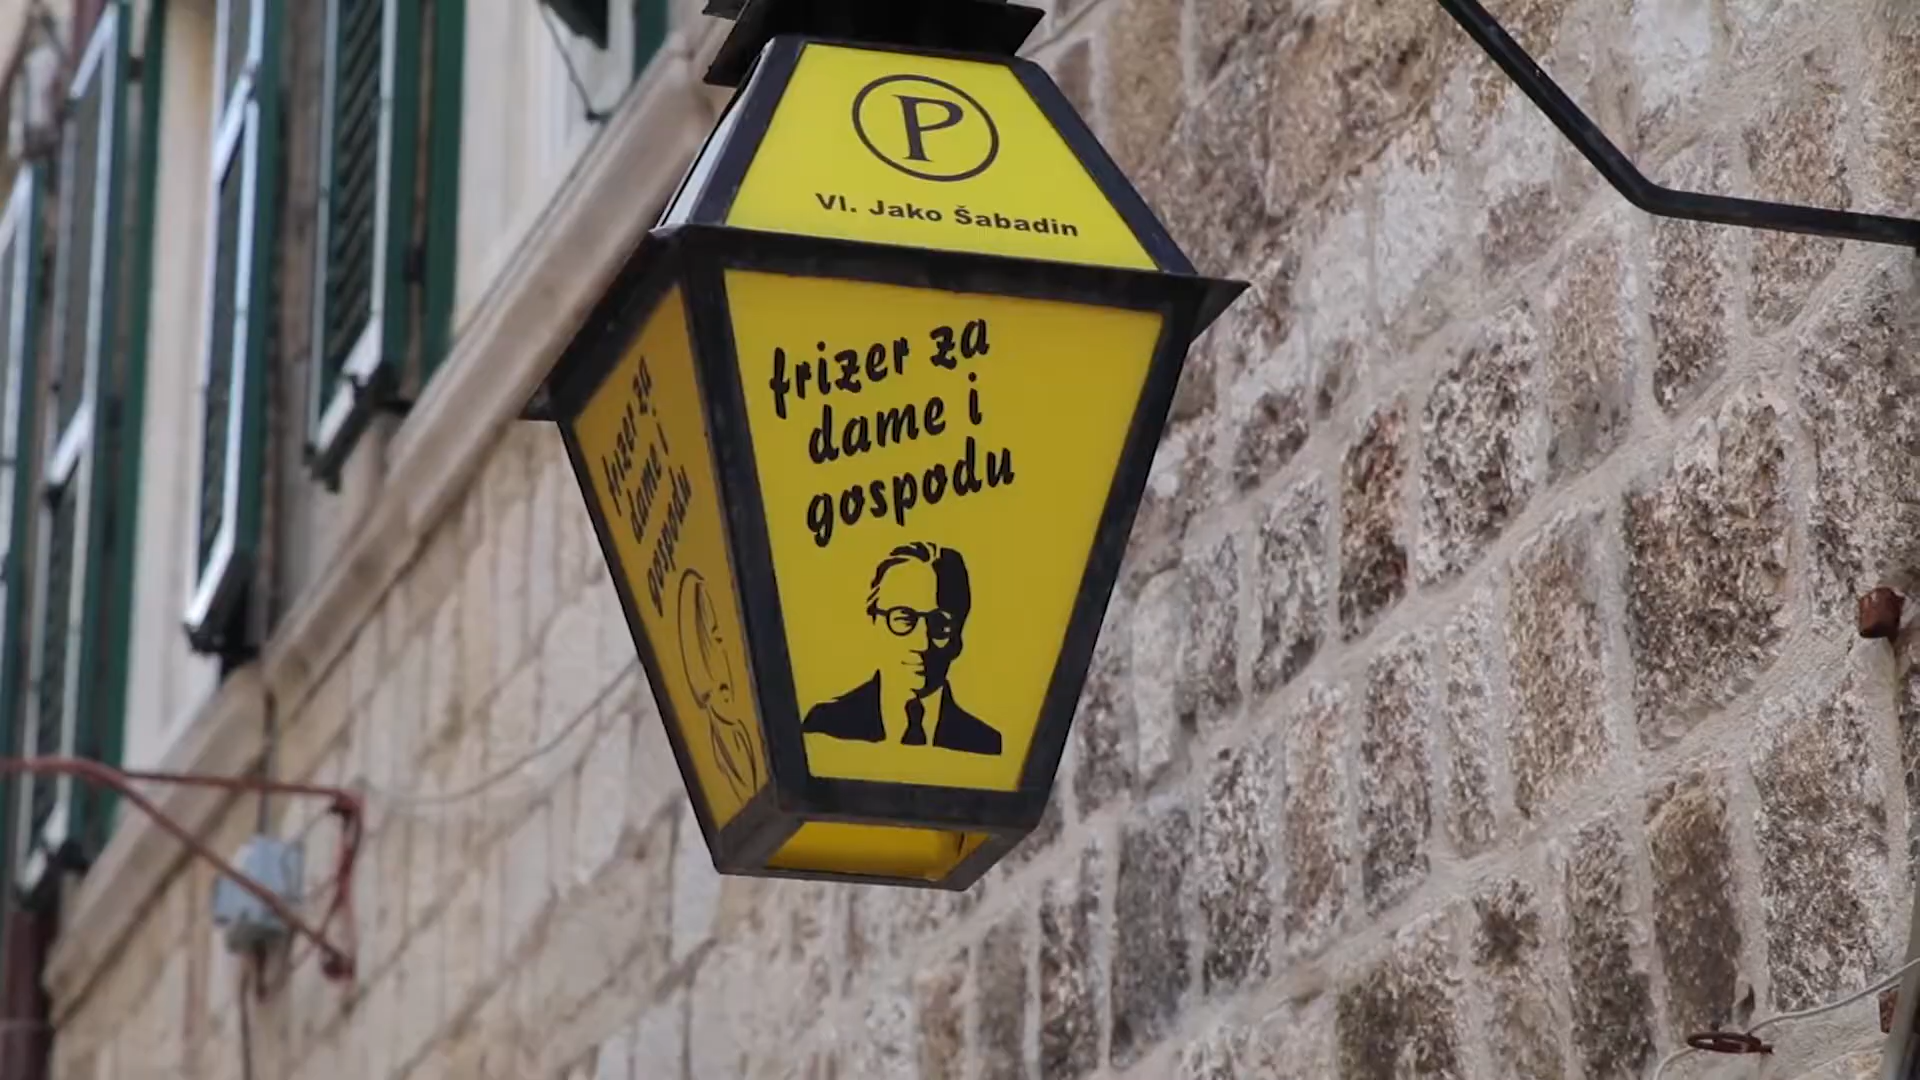 P
Vl. Jako Šabadin
frizer za
dame i
gospodu
frizer za
dame i
gospodu